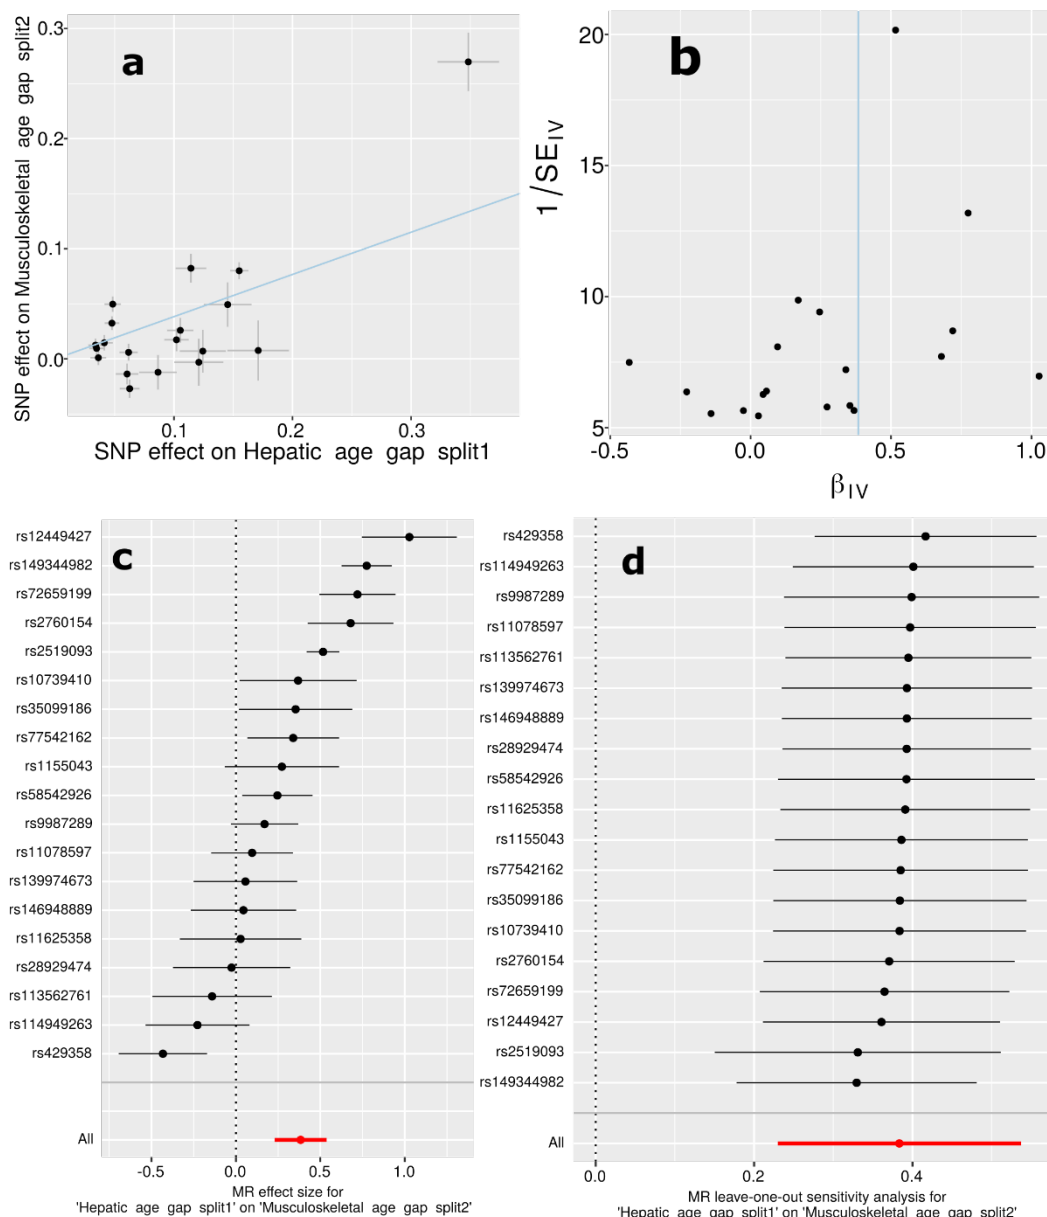 a
SNP effect on Musculoskeletal age gap split2
0.3
0.2
0.1
0.0
0.1 0.2 0.3
SNP effect on Hepatic age gap split1
b
1/SE_IV
20
15
10
5
-0.5 0.0 0.5 1.0
β_IV
c
rs12449427
rs149344982
rs72659199
rs2760154
rs2519093
rs10739410
rs35099186
rs77542162
rs1155043
rs58542926
rs9987289
rs11078597
rs139974673
rs146948889
rs11625358
rs28929474
rs113562761
rs114949263
rs429358
All
-0.5 0.0 0.5 1.0
MR effect size for
'Hepatic age gap split1' on 'Musculoskeletal age gap split2'
d
rs429358
rs114949263
rs9987289
rs11078597
rs113562761
rs139974673
rs146948889
rs28929474
rs58542926
rs11625358
rs1155043
rs77542162
rs35099186
rs10739410
rs2760154
rs72659199
rs12449427
rs2519093
rs149344982
All
0.0 0.2 0.4
MR leave-one-out sensitivity analysis for
'Hepatic age gap split1' on 'Musculoskeletal age gap split2'